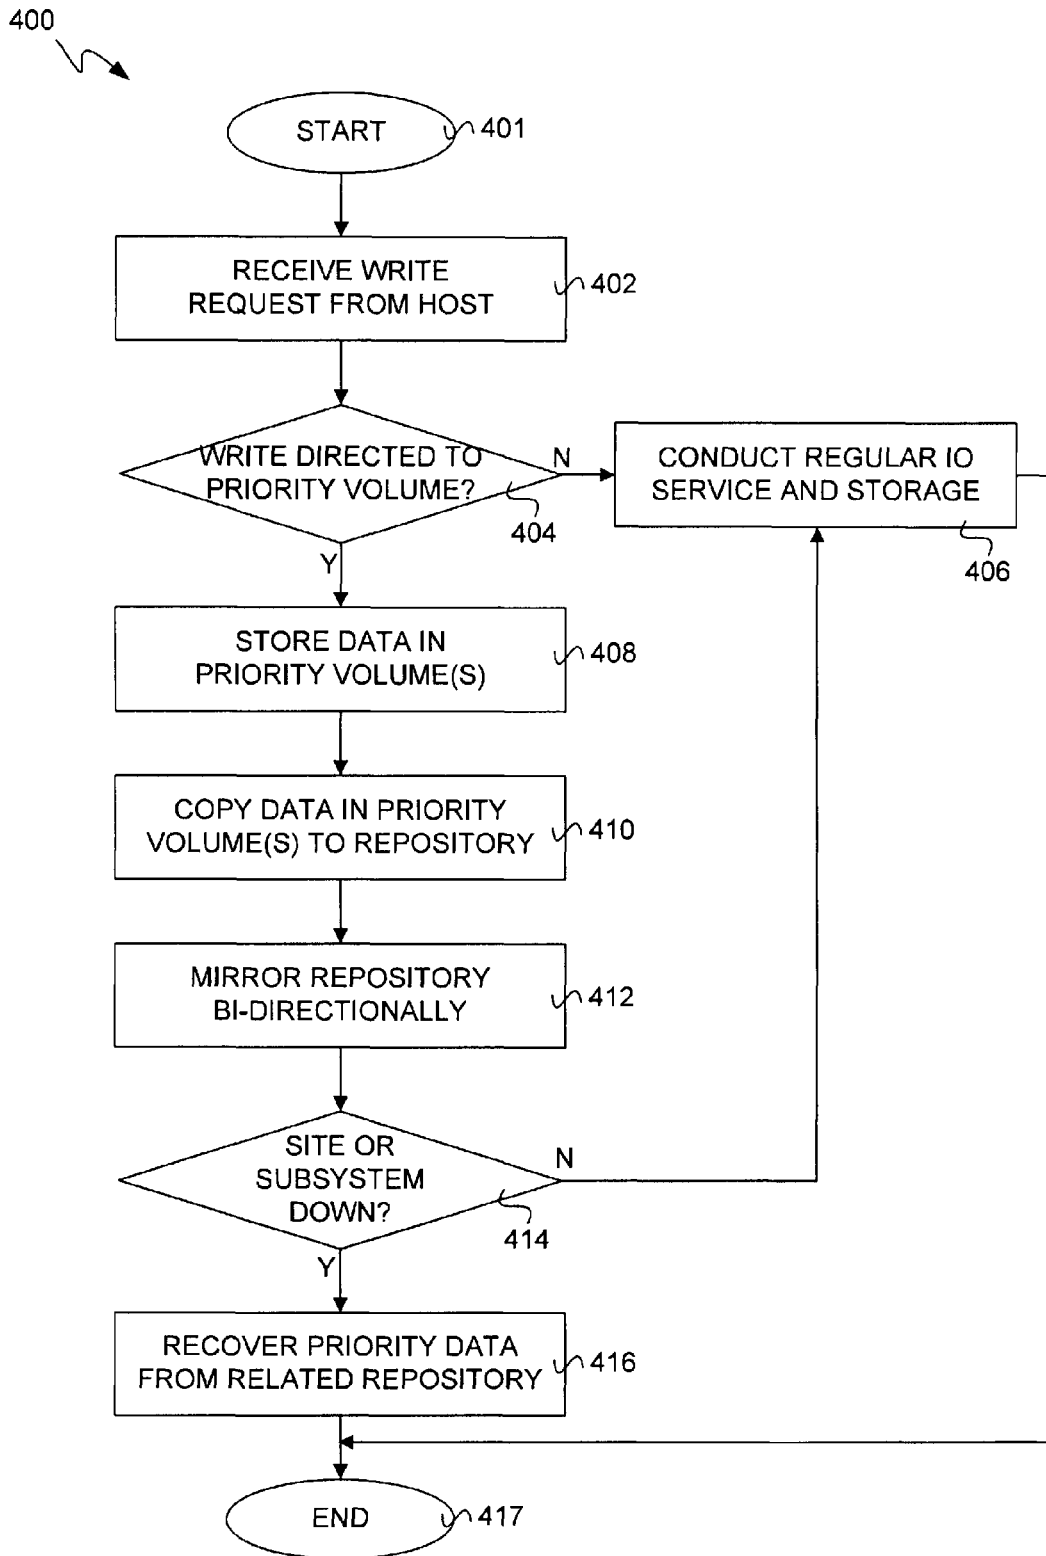 400
START
401
RECEIVE WRITE
REQUEST FROM HOST
402
WRITE DIRECTED TO
PRIORITY VOLUME?
404
N
CONDUCT REGULAR IO
SERVICE AND STORAGE
406
Y
STORE DATA IN
PRIORITY VOLUME(S)
408
COPY DATA IN PRIORITY
VOLUME(S) TO REPOSITORY
410
MIRROR REPOSITORY
BI-DIRECTIONALLY
412
SITE OR
SUBSYSTEM
DOWN?
N
414
Y
RECOVER PRIORITY DATA
FROM RELATED REPOSITORY
416
END
417